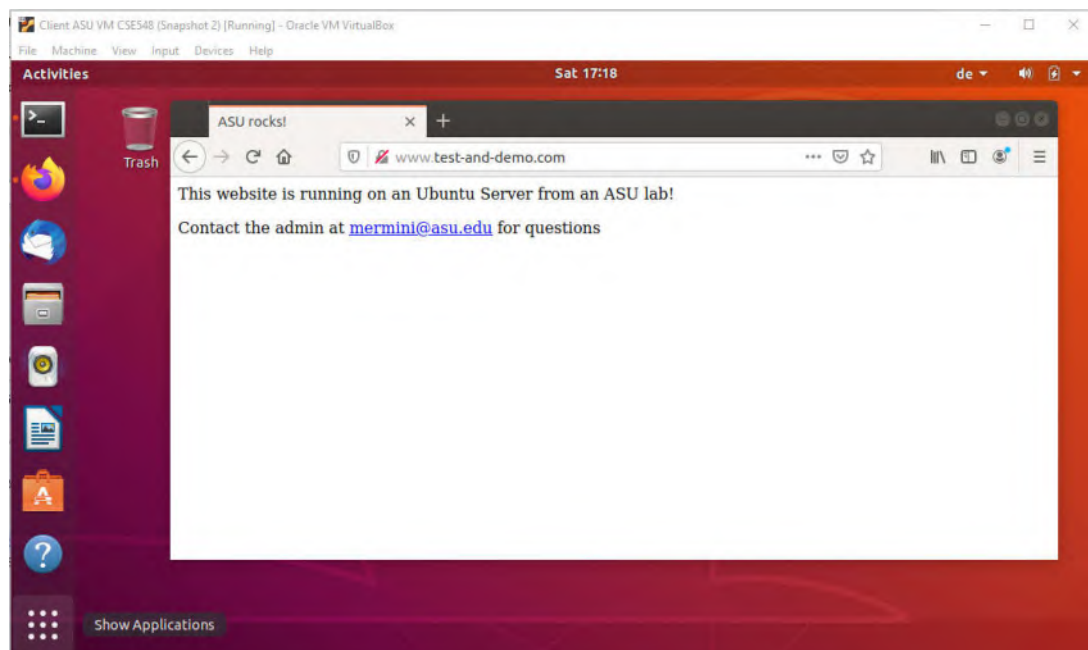 Client ASU VM CSE548 (Snapshot 2) [Running] - Oracle VM VirtualBox
File Machine View Input Devices Help
Activities Sat 17:18 de
ASU rocks!
www.test-and-demo.com
Trash
This website is running on an Ubuntu Server from an ASU lab!
Contact the admin at mermini@asu.edu for questions
Show Applications